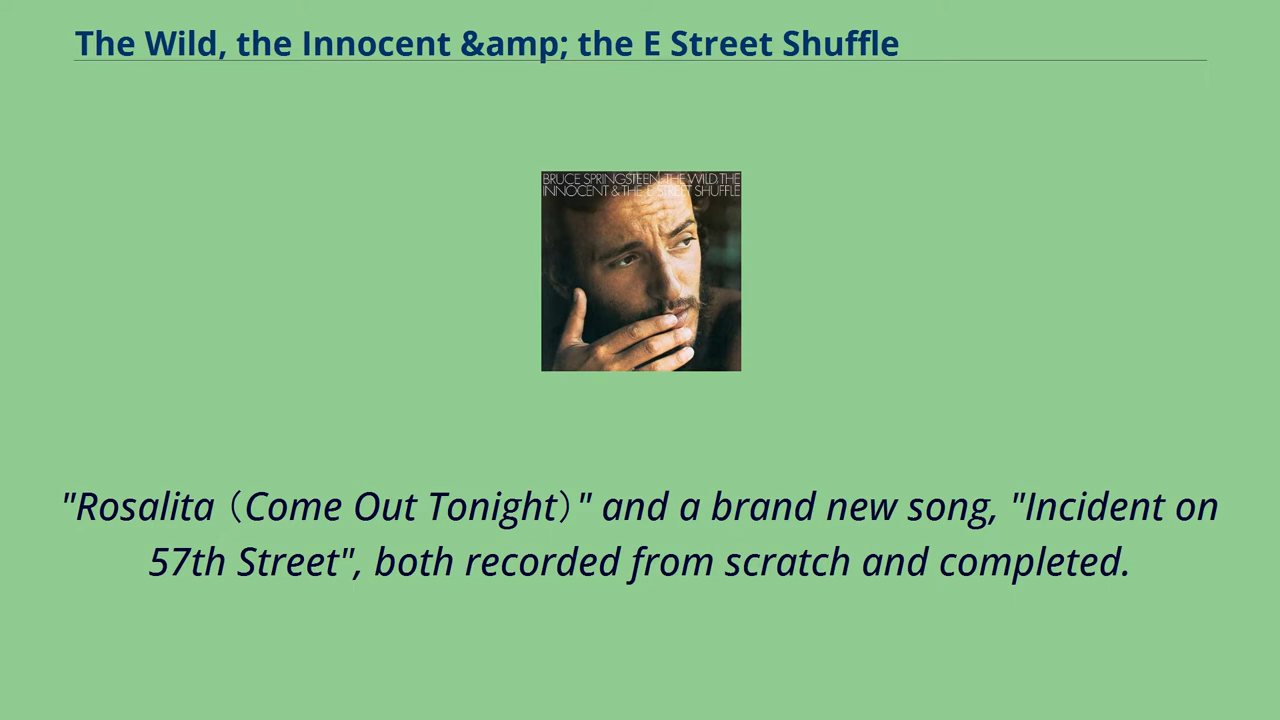 The Wild, the Innocent &amp; the E Street Shuffle
BRUCE SPRINGSTEEN, THE WILD, THE
INNOCENT & THE E STREET SHUFFLE
"Rosalita（Come Out Tonight）" and a brand new song, "Incident on
57th Street", both recorded from scratch and completed.